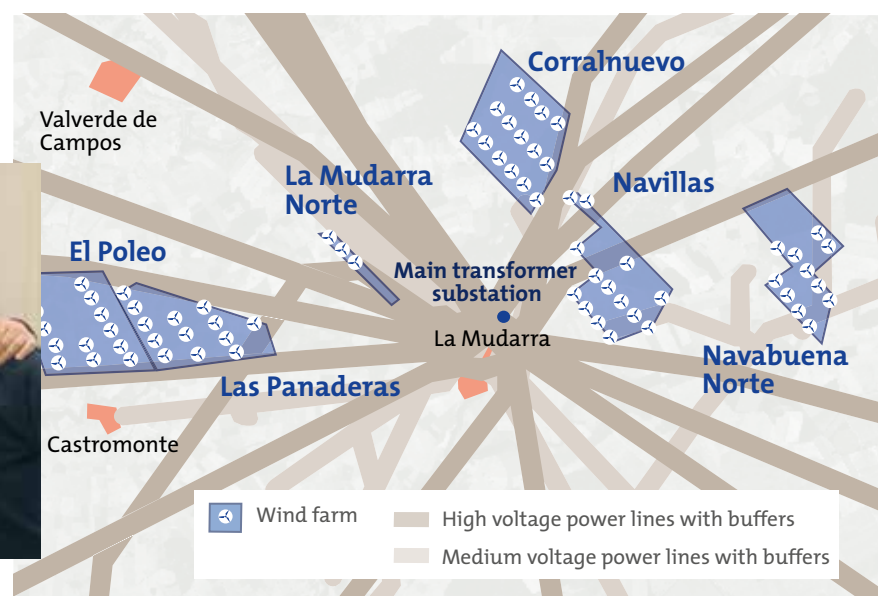 Corralnuevo
Valverde de
Campos
La Mudarra
Norte
Navillas
El Poleo
Main transformer
substation
La Mudarra
Navabuena
Norte
Las Panaderas
Castromonte
Wind farm
High voltage power lines with buffers
Medium voltage power lines with buffers